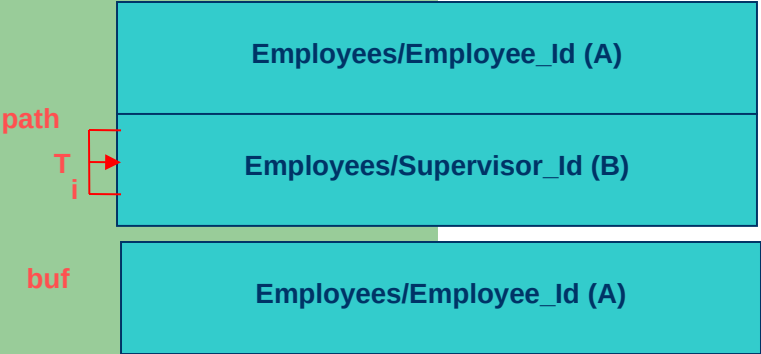 Employees/Employee_Id (A)
path
Employees/Supervisor_Id (B)
T
i
buf
Employees/Employee_Id (A)